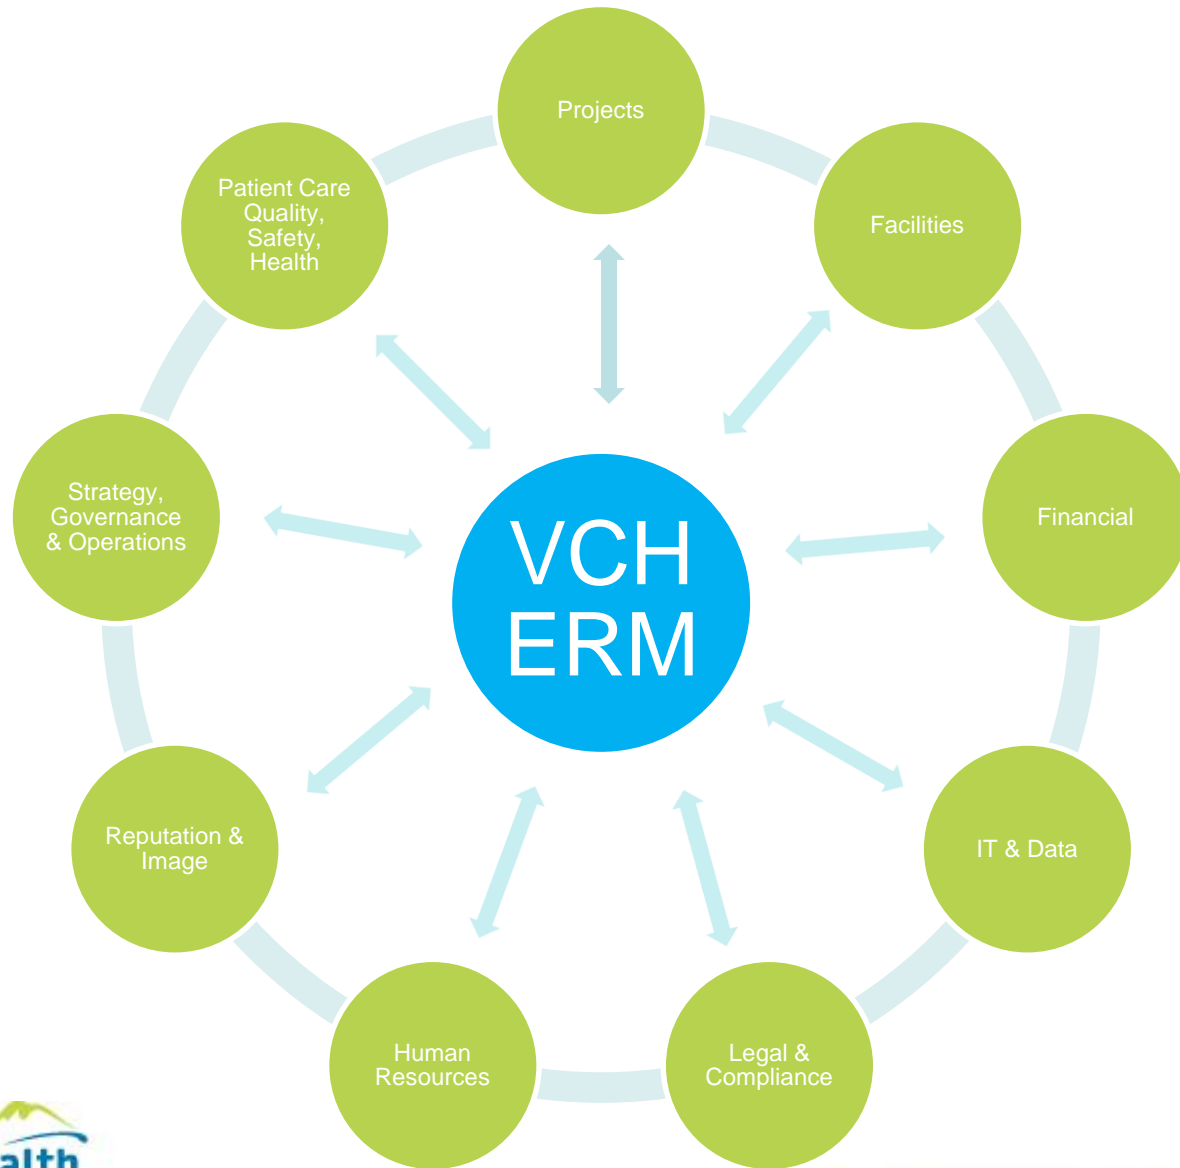 Projects
Facilities
Financial
IT & Data
Legal &
Compliance
Human
Resources
Reputation &
Image
Strategy,
Governance
& Operations
Patient Care
Quality,
Safety,
Health
VCH
ERM